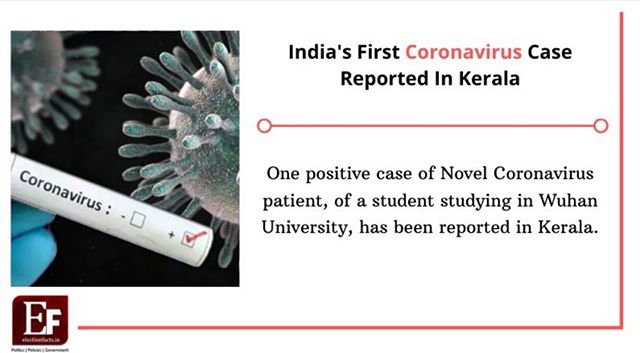 India's First Coronavirus Case
Reported In Kerala
One positive case of Novel Coronavirus
patient, of a student studying in Wuhan
University, has been reported in Kerala.
Coronavirus : -
+
EF
electionfacts.in
Politics | Policies | Government